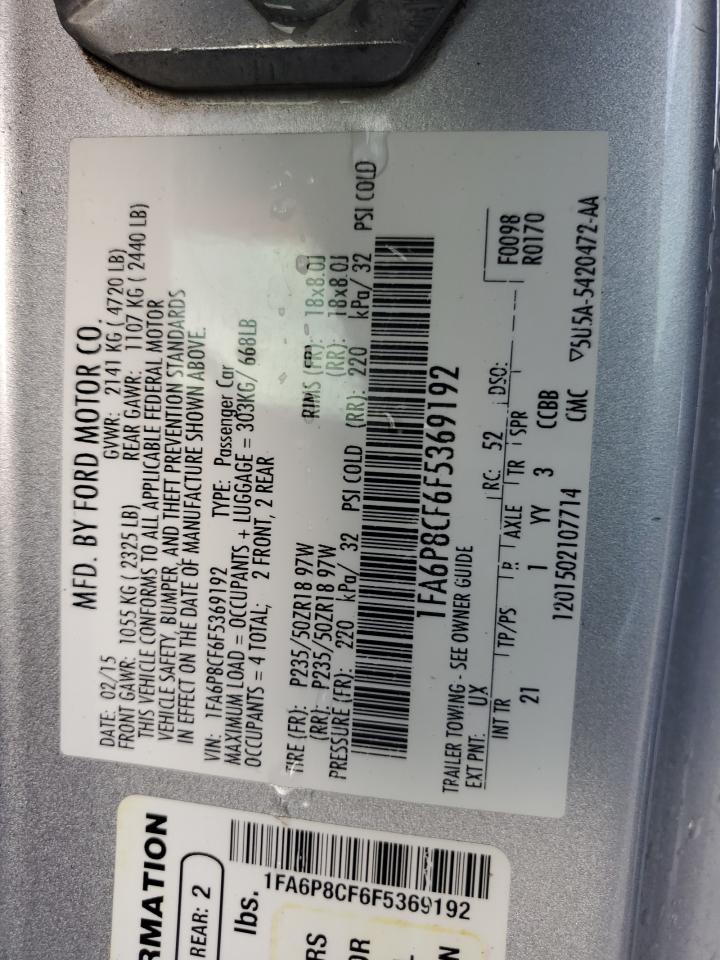 MFD. BY FORD MOTOR CO.
DATE: 02/15 GVWR: 2141 KG ( 4720 LB)
FRONT GAWR: 1055 KG ( 2325 LB) REAR GAWR: 1107 KG ( 2440 LB)
THIS VEHICLE CONFORMS TO ALL APPLICABLE FEDERAL MOTOR
VEHICLE SAFETY, BUMPER, AND THEFT PREVENTION STANDARDS
IN EFFECT ON THE DATE OF MANUFACTURE SHOWN ABOVE.
VIN: 1FA6P8CF6F5369192 TYPE: Passenger Car
MAXIMUM LOAD = OCCUPANTS + LUGGAGE = 303KG/ 668LB
OCCUPANTS = 4 TOTAL; 2 FRONT, 2 REAR
TIRE (FR): P235/50ZR18 97W RIMS (FR): 18x8.0J
(RR): P235/50ZR18 97W (RR): 18x8.0J
PRESSURE (FR): 220 kPa/ 32 PSI COLD (RR): 220 kPa/ 32 PSI COLD
1FA6P8CF6F5369192
TRAILER TOWING - SEE OWNER GUIDE
EXT PNT: UX RC: 52 DSO: F0098
R0170
INT TR TP/PS R AXLE TR SPR
21 1 YY 3 CCBB
1201502107714 CMC ▽5U5A-5420472-AA
RMATION
REAR: 2
lbs.
1FA6P8CF6F5369192
RS
OR
N